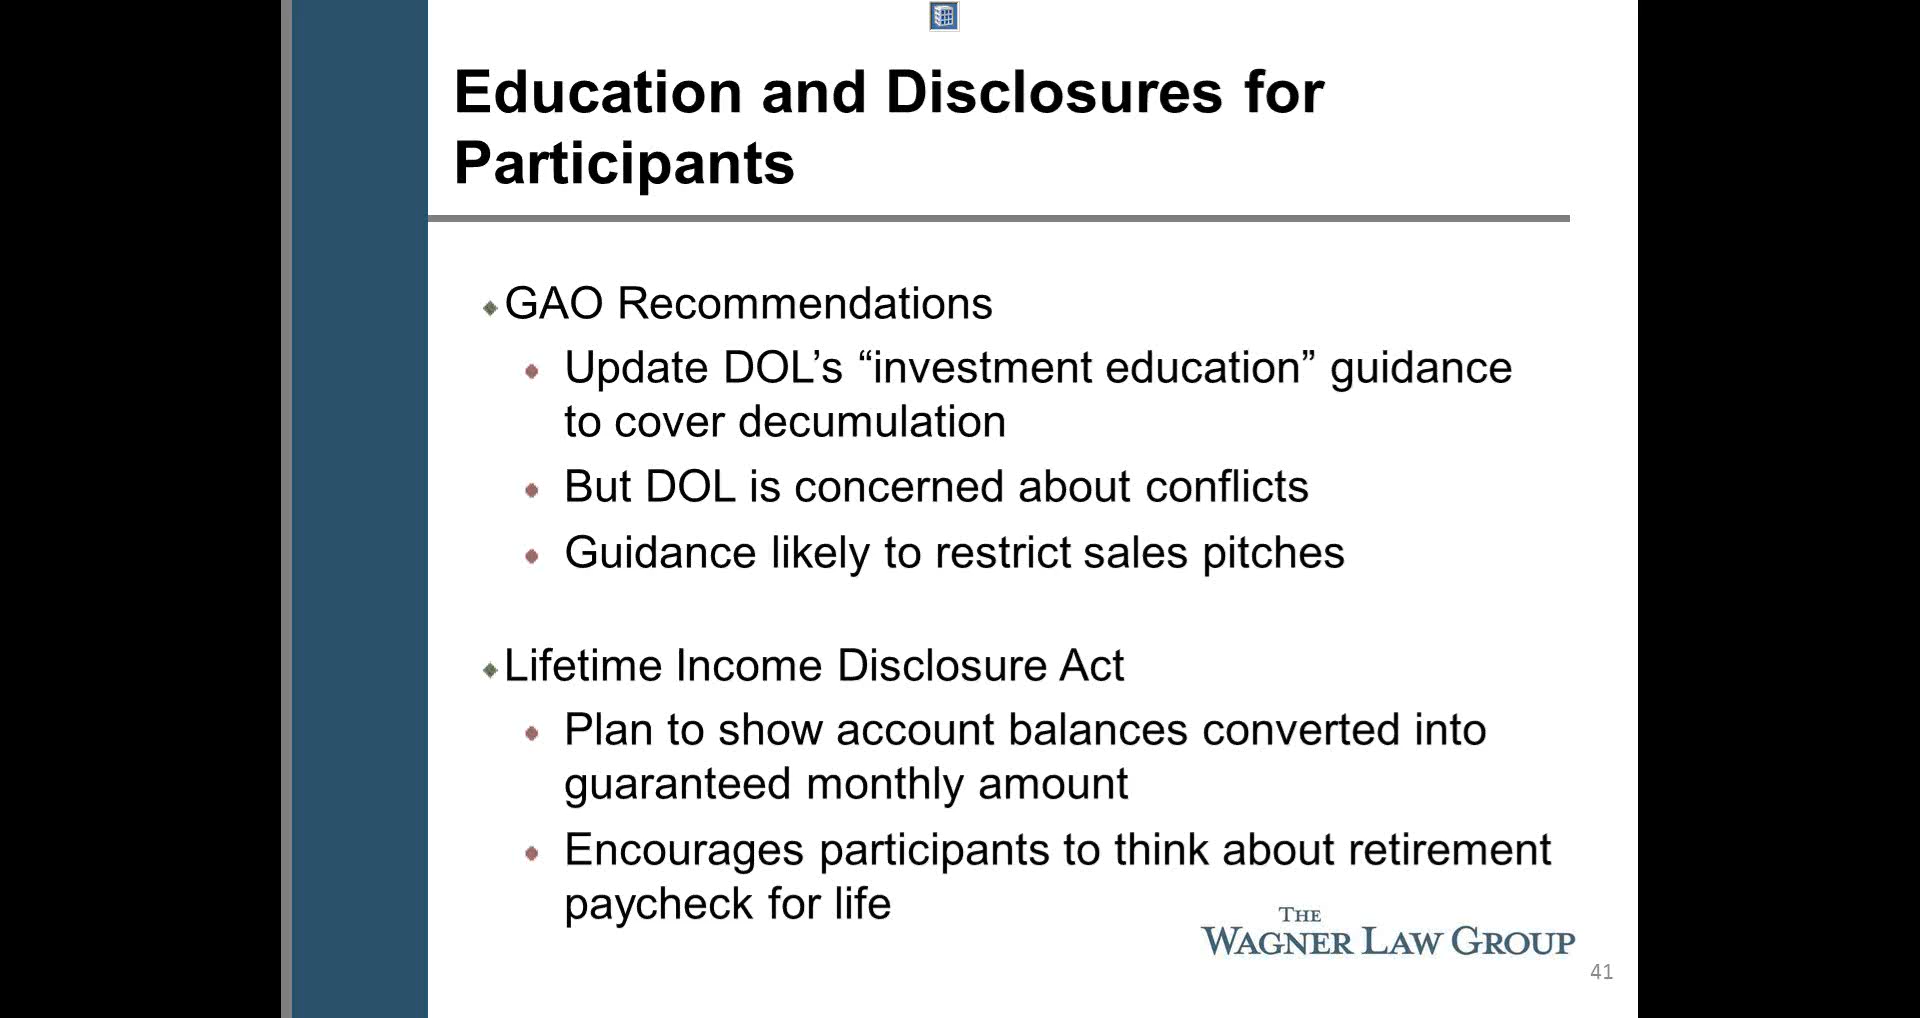 Education and Disclosures for
Participants
GAO Recommendations
Update DOL’s “investment education” guidance
to cover decumulation
But DOL is concerned about conflicts
Guidance likely to restrict sales pitches
Lifetime Income Disclosure Act
Plan to show account balances converted into
guaranteed monthly amount
Encourages participants to think about retirement
paycheck for life
THE
WAGNER LAW GROUP
41